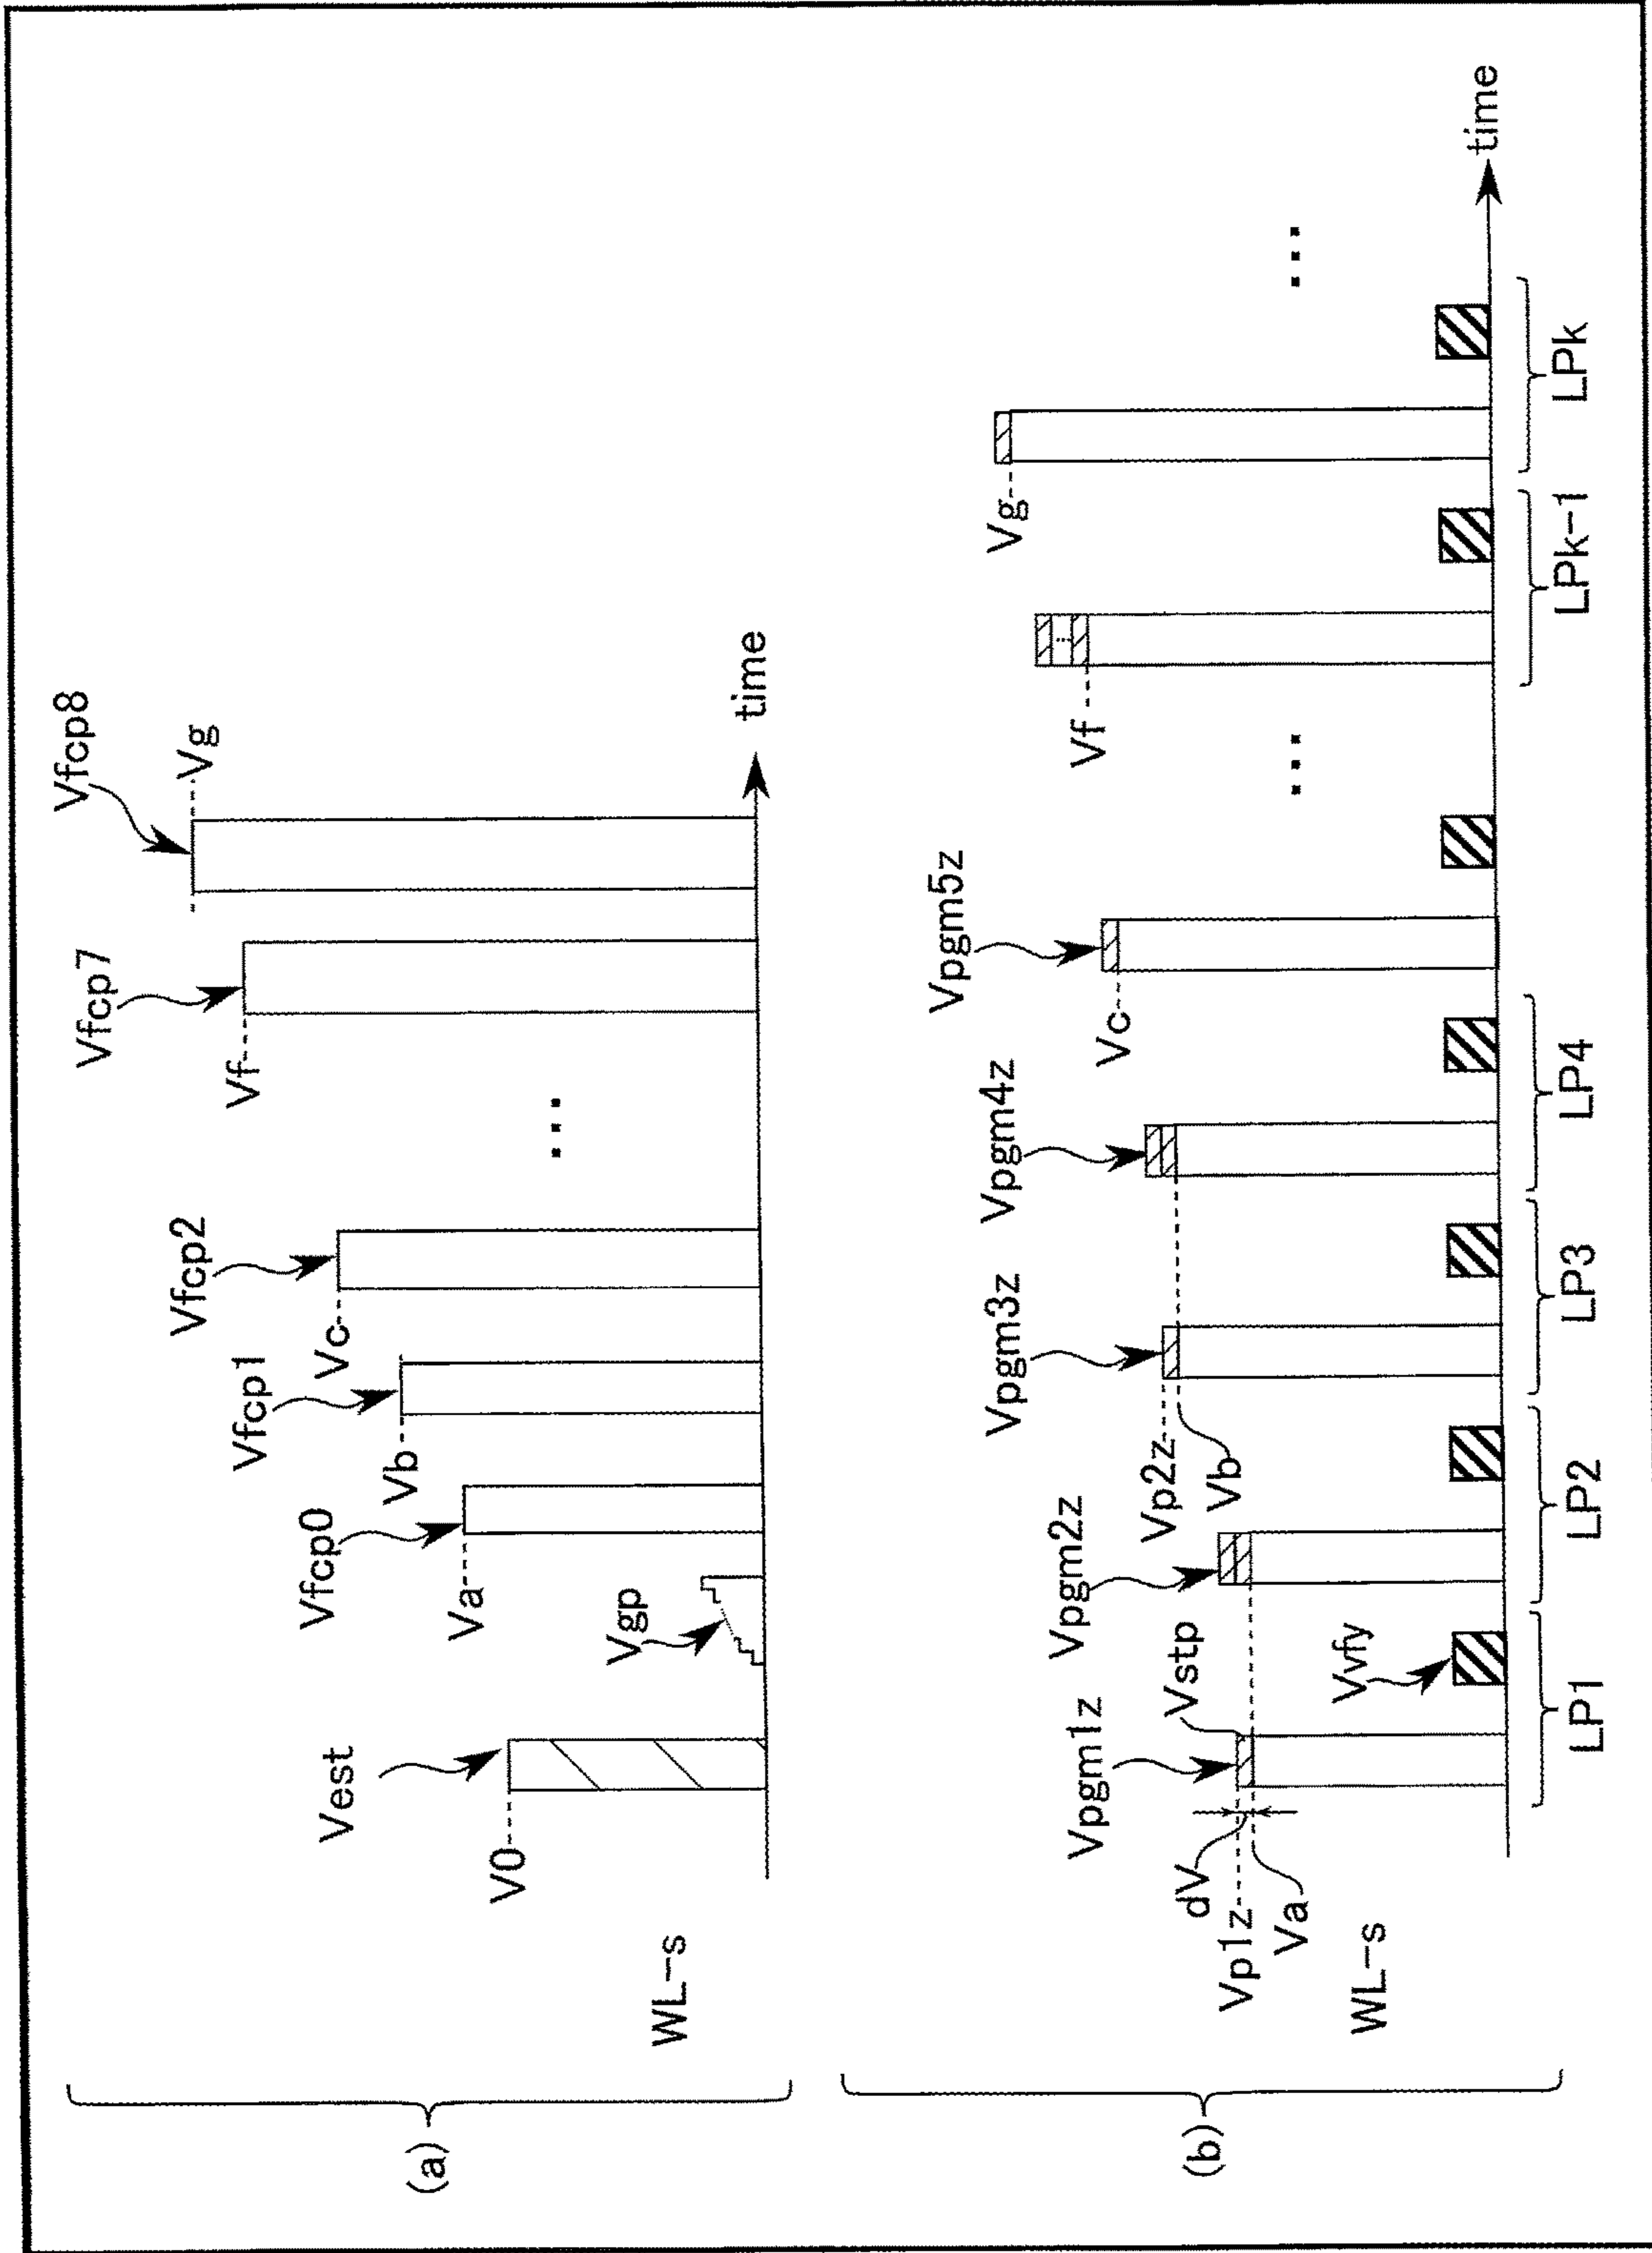 (a)
WL-s
V0
Vest
Vgp
Va
Vfcp0
Vb
Vfcp1
Vc
Vfcp2
...
Vf
Vfcp7
Vfcp8
Vg
time
(b)
WL-s
Vp1z
dV
Va
Vpgm1z
Vstp
Vvfy
LP1
Vpgm2z
LP2
Vp2z
Vb
Vpgm3z
LP3
Vpgm4z
LP4
Vc
Vpgm5z
...
Vf
LPk-1
Vg
LPk
...
time